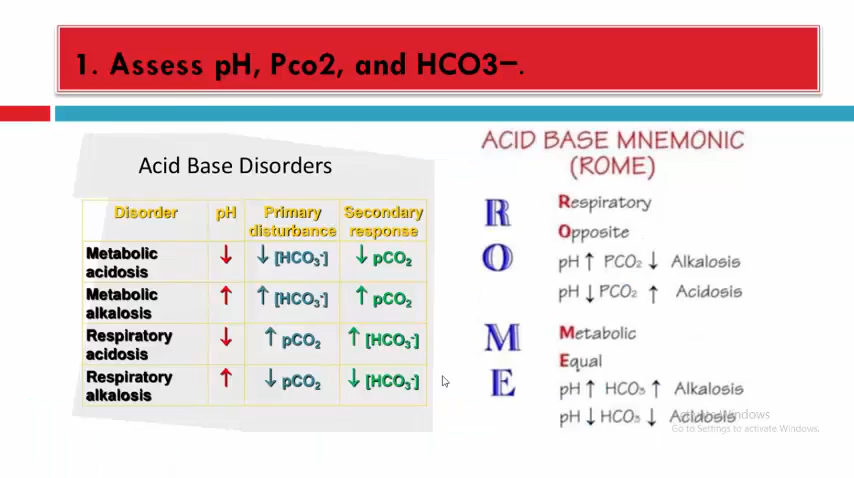 1. Assess pH, Pco2, and HCO3−.
Acid Base Disorders
Disorder pH Primary disturbance Secondary response
Metabolic acidosis ↓ ↓ [HCO₃⁻] ↓ pCO₂
Metabolic alkalosis ↑ ↑ [HCO₃⁻] ↑ pCO₂
Respiratory acidosis ↓ ↑ pCO₂ ↑ [HCO₃⁻]
Respiratory alkalosis ↑ ↓ pCO₂ ↓ [HCO₃⁻]
ACID BASE MNEMONIC
(ROME)
R Respiratory
O Opposite
pH ↑ PCO₂ ↓ Alkalosis
pH ↓ PCO₂ ↑ Acidosis
M Metabolic
E Equal
pH ↑ HCO₃ ↑ Alkalosis
pH ↓ HCO₃ ↓ Acidosis
Activate Windows
Go to Settings to activate Windows.